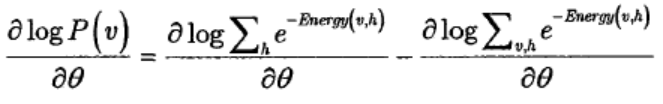 ∂ log P(v) / ∂θ = ∂ log ∑_h e^{-Energy(v,h)} / ∂θ - ∂ log ∑_{v,h} e^{-Energy(v,h)} / ∂θ